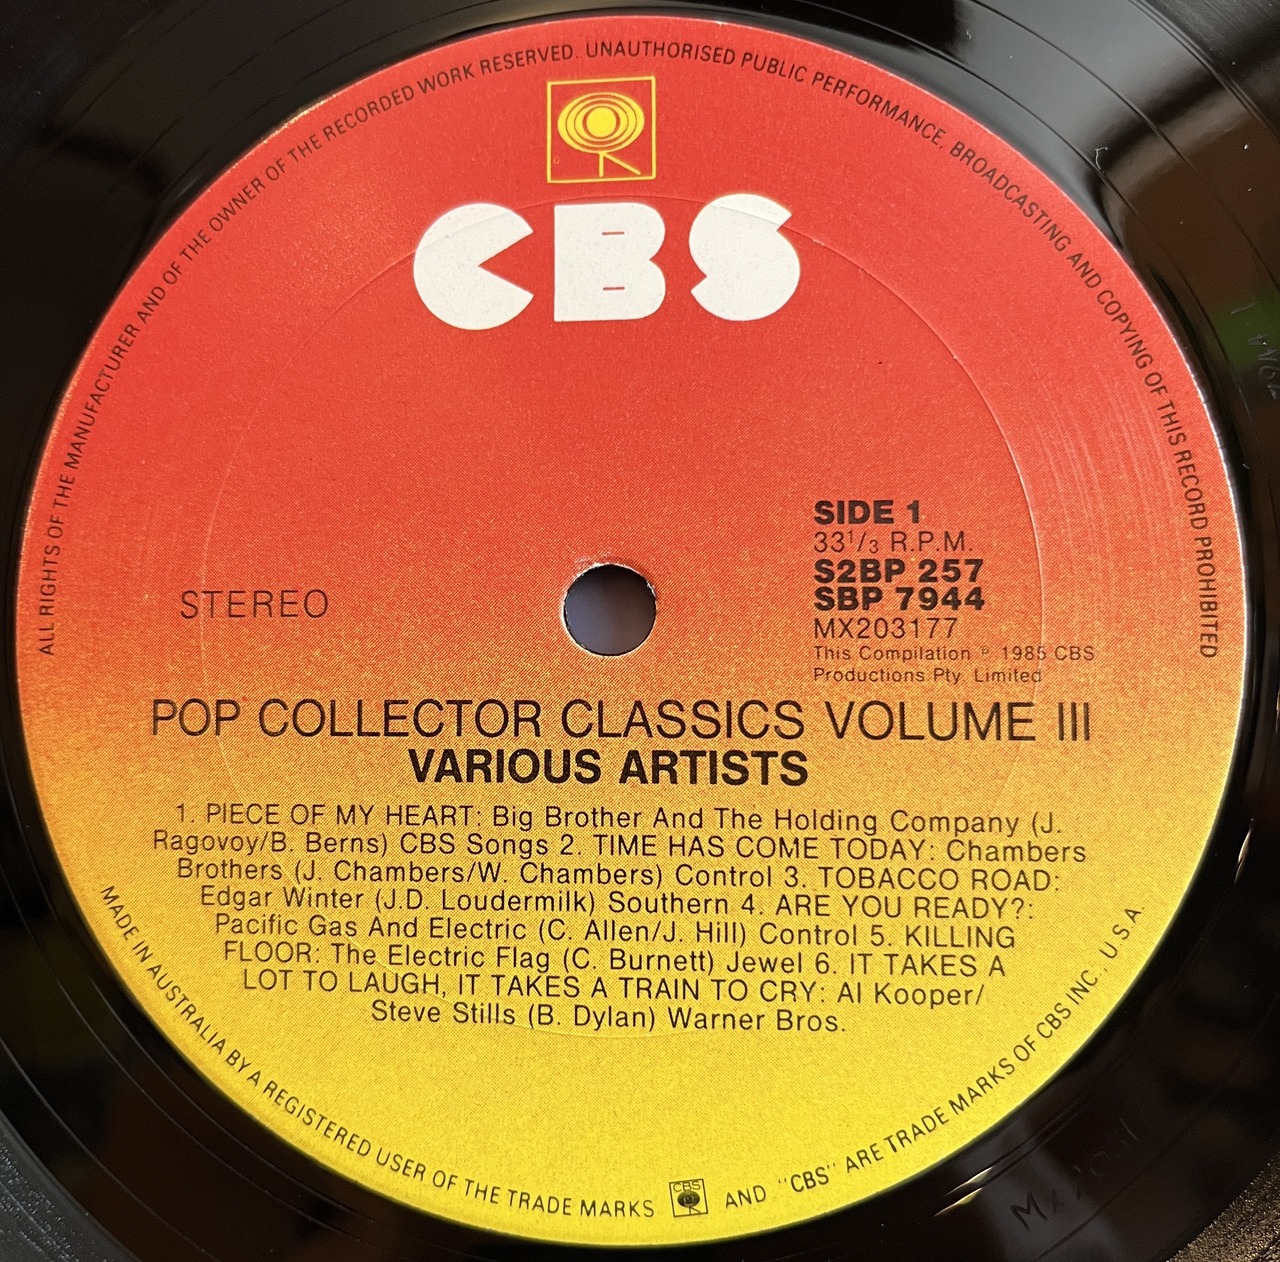 ALL RIGHTS OF THE MANUFACTURER AND OF THE OWNER OF THE RECORDED WORK RESERVED. UNAUTHORISED PUBLIC PERFORMANCE, BROADCASTING AND COPYING OF THIS RECORD PROHIBITED
CBS
SIDE 1
33 1/3 R.P.M.
S2BP 257
SBP 7944
STEREO
MX203177
This Compilation ℗ 1985 CBS
Productions Pty. Limited
POP COLLECTOR CLASSICS VOLUME III
VARIOUS ARTISTS
1. PIECE OF MY HEART: Big Brother And The Holding Company (J.
Ragovoy/B. Berns) CBS Songs 2. TIME HAS COME TODAY: Chambers
Brothers (J. Chambers/W. Chambers) Control 3. TOBACCO ROAD:
Edgar Winter (J.D. Loudermilk) Southern 4. ARE YOU READY?:
Pacific Gas And Electric (C. Allen/J. Hill) Control 5. KILLING
FLOOR: The Electric Flag (C. Burnett) Jewel 6. IT TAKES A
LOT TO LAUGH, IT TAKES A TRAIN TO CRY: Al Kooper/
Steve Stills (B. Dylan) Warner Bros.
MADE IN AUSTRALIA BY A REGISTERED USER OF THE TRADE MARKS CBS AND "CBS" ARE TRADE MARKS OF CBS INC., U.S.A.